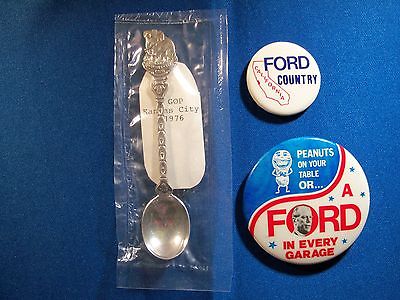 GOP
Kansas City
1976
FORD
COUNTRY
CALIFORNIA
PEANUTS
ON YOUR
TABLE
OR...
A
FORD
IN EVERY
GARAGE